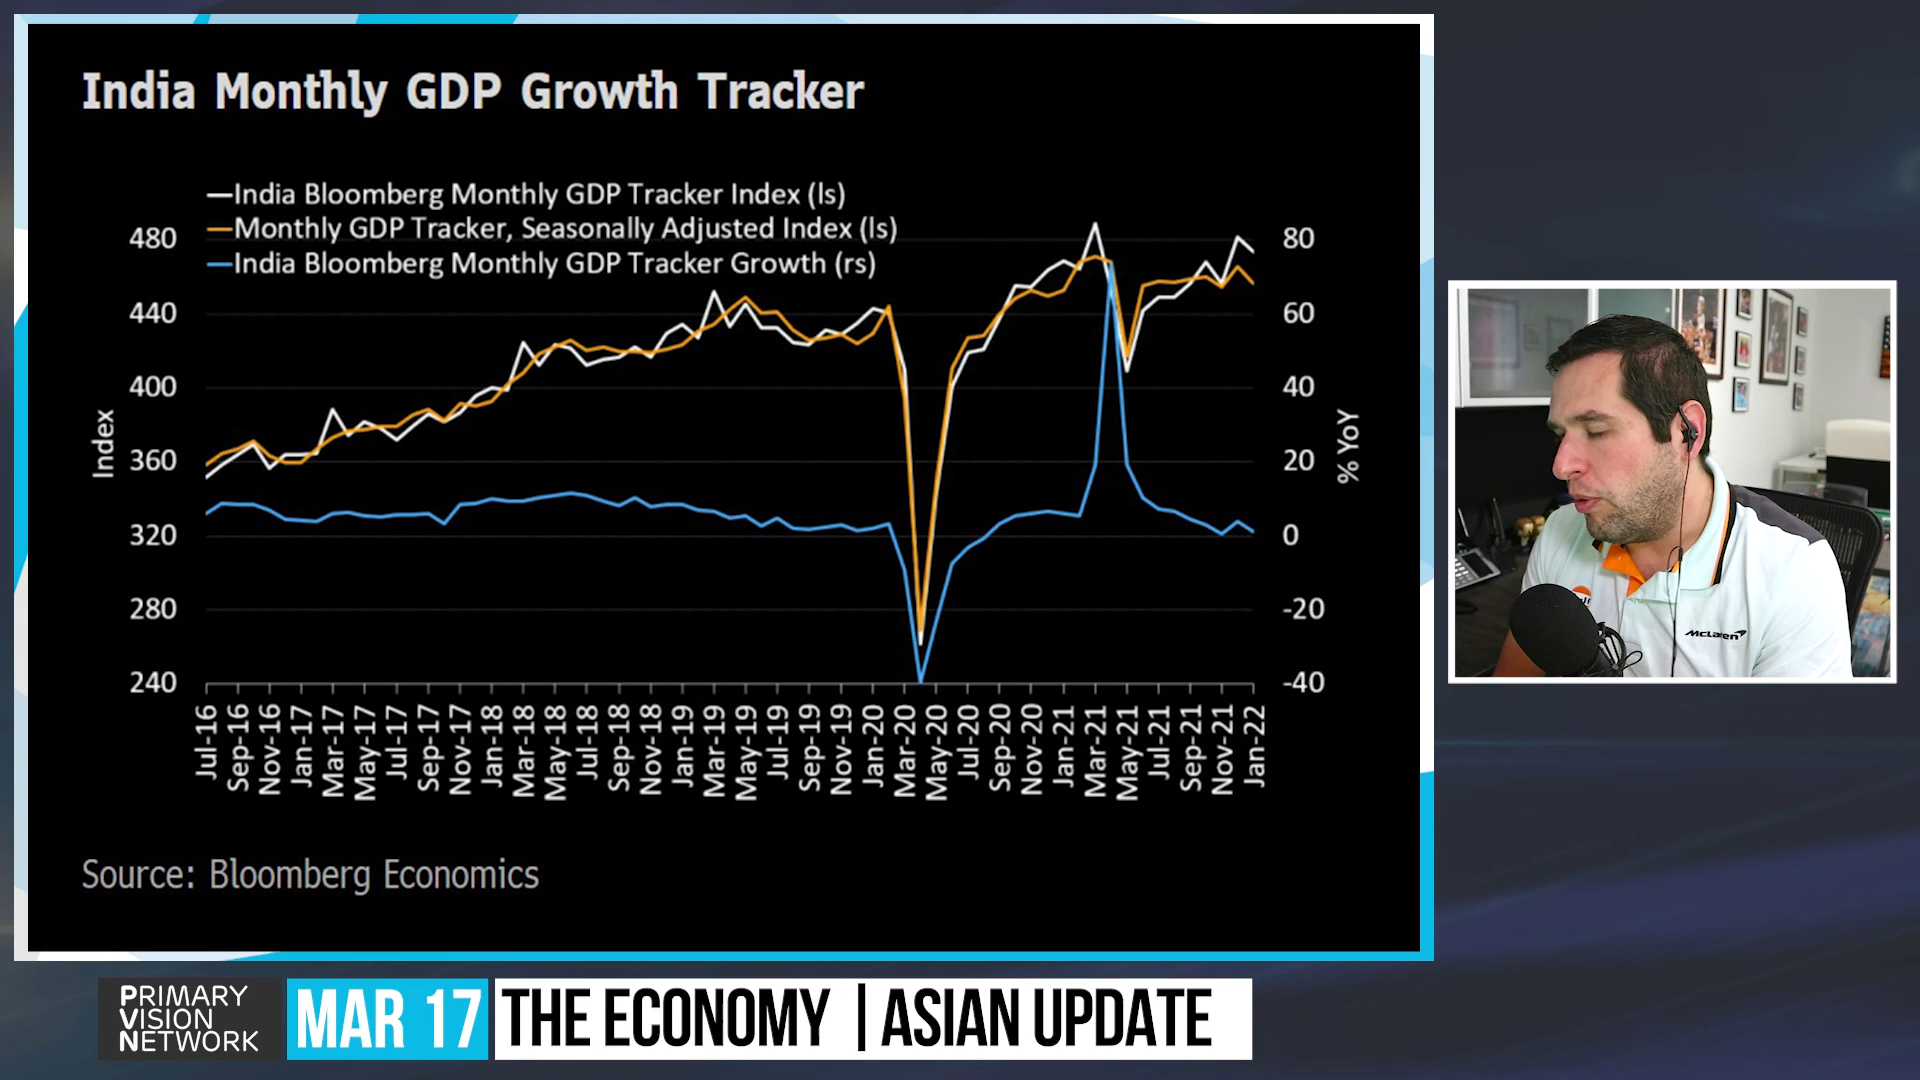 India Monthly GDP Growth Tracker
India Bloomberg Monthly GDP Tracker Index (ls)
Monthly GDP Tracker, Seasonally Adjusted Index (ls)
India Bloomberg Monthly GDP Tracker Growth (rs)
480
440
400
360
320
280
240
Index
80
60
40
20
0
-20
-40
% YoY
Jul-16
Sep-16
Nov-16
Jan-17
Mar-17
May-17
Jul-17
Sep-17
Nov-17
Jan-18
Mar-18
May-18
Jul-18
Sep-18
Nov-18
Jan-19
Mar-19
May-19
Jul-19
Sep-19
Nov-19
Jan-20
Mar-20
May-20
Jul-20
Sep-20
Nov-20
Jan-21
Mar-21
May-21
Jul-21
Sep-21
Nov-21
Jan-22
Source: Bloomberg Economics
McLaren
PRIMARY
VISION
NETWORK
MAR 17
THE ECONOMY | ASIAN UPDATE